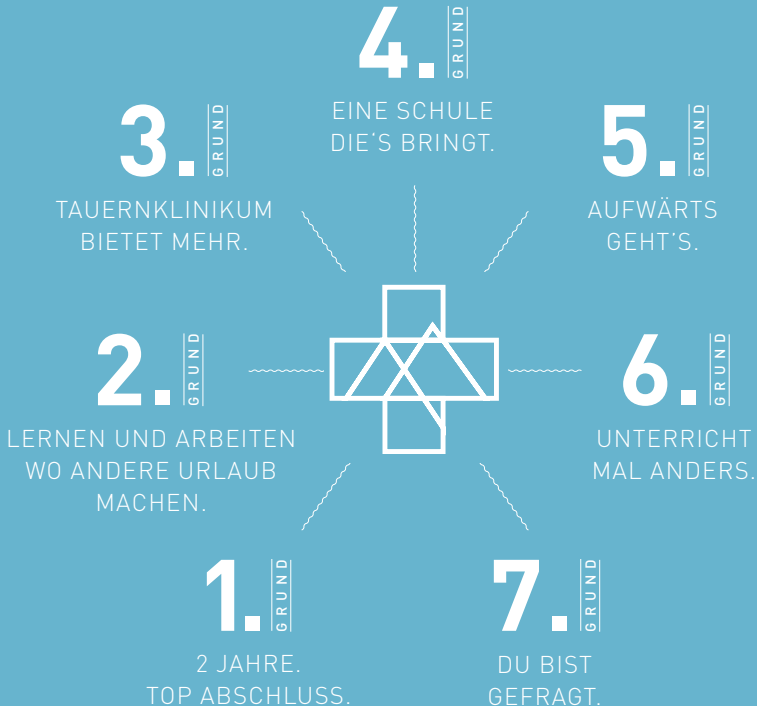 1. GRUND
2 JAHRE.
TOP ABSCHLUSS.
2. GRUND
LERNEN UND ARBEITEN
WO ANDERE URLAUB
MACHEN.
3. GRUND
TAUERNKLINIKUM
BIETET MEHR.
4. GRUND
EINE SCHULE
DIE'S BRINGT.
5. GRUND
AUFWÄRTS
GEHT'S.
6. GRUND
UNTERRICHT
MAL ANDERS.
7. GRUND
DU BIST
GEFRAGT.